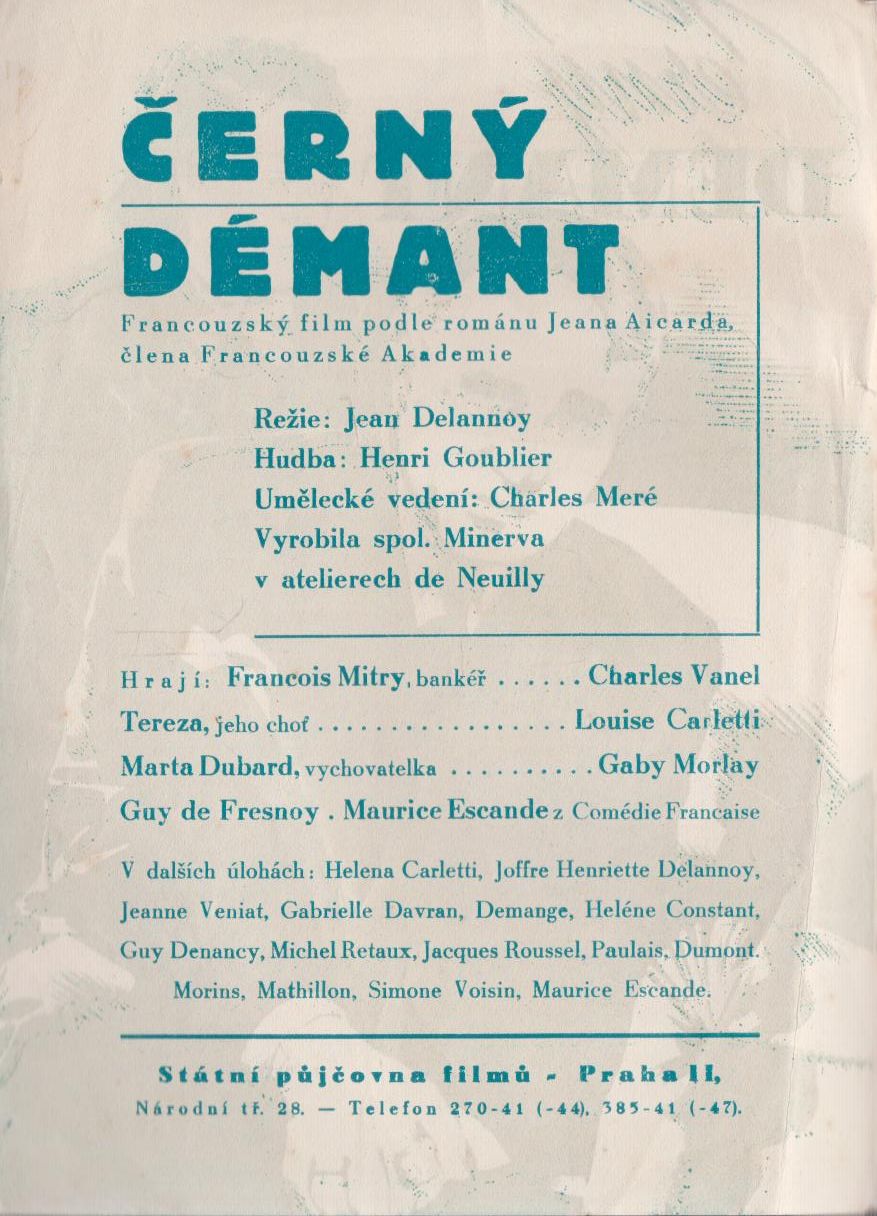 ČERNÝ
DÉMANT
Francouzský film podle románu Jeana Aicarda,
člena Francouzské Akademie
Režie: Jean Delannoy
Hudba: Henri Goublier
Umělecké vedení: Charles Meré
Vyrobila spol. Minerva
v atelierech de Neuilly
Hrají: Francois Mitry, bankéř . . . . . . Charles Vanel
Tereza, jeho choť . . . . . . . . . . . . . . . . . Louise Carletti
Marta Dubard, vychovatelka . . . . . . . . . . Gaby Morlay
Guy de Fresnoy . Maurice Escande z Comédie Francaise
V dalších úlohách: Helena Carletti, Joffre Henriette Delannoy,
Jeanne Veniat, Gabrielle Davran, Demange, Heléne Constant,
Guy Denancy, Michel Retaux, Jacques Roussel, Paulais, Dumont.
Morins, Mathillon, Simone Voisin, Maurice Escande.
Státní půjčovna filmů - Praha II,
Národní tř. 28. — Telefon 270-41 (-44), 385-41 (-47).